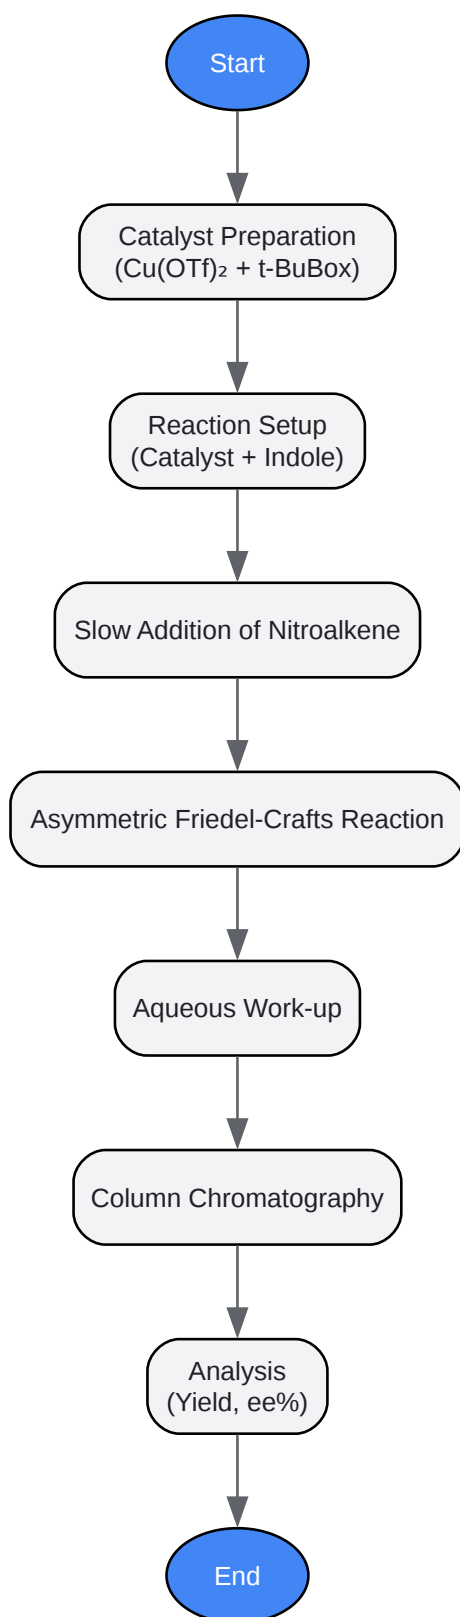 Start
Catalyst Preparation
(Cu(OTf)₂ + t-BuBox)
Reaction Setup
(Catalyst + Indole)
Slow Addition of Nitroalkene
Asymmetric Friedel-Crafts Reaction
Aqueous Work-up
Column Chromatography
Analysis
(Yield, ee%)
End